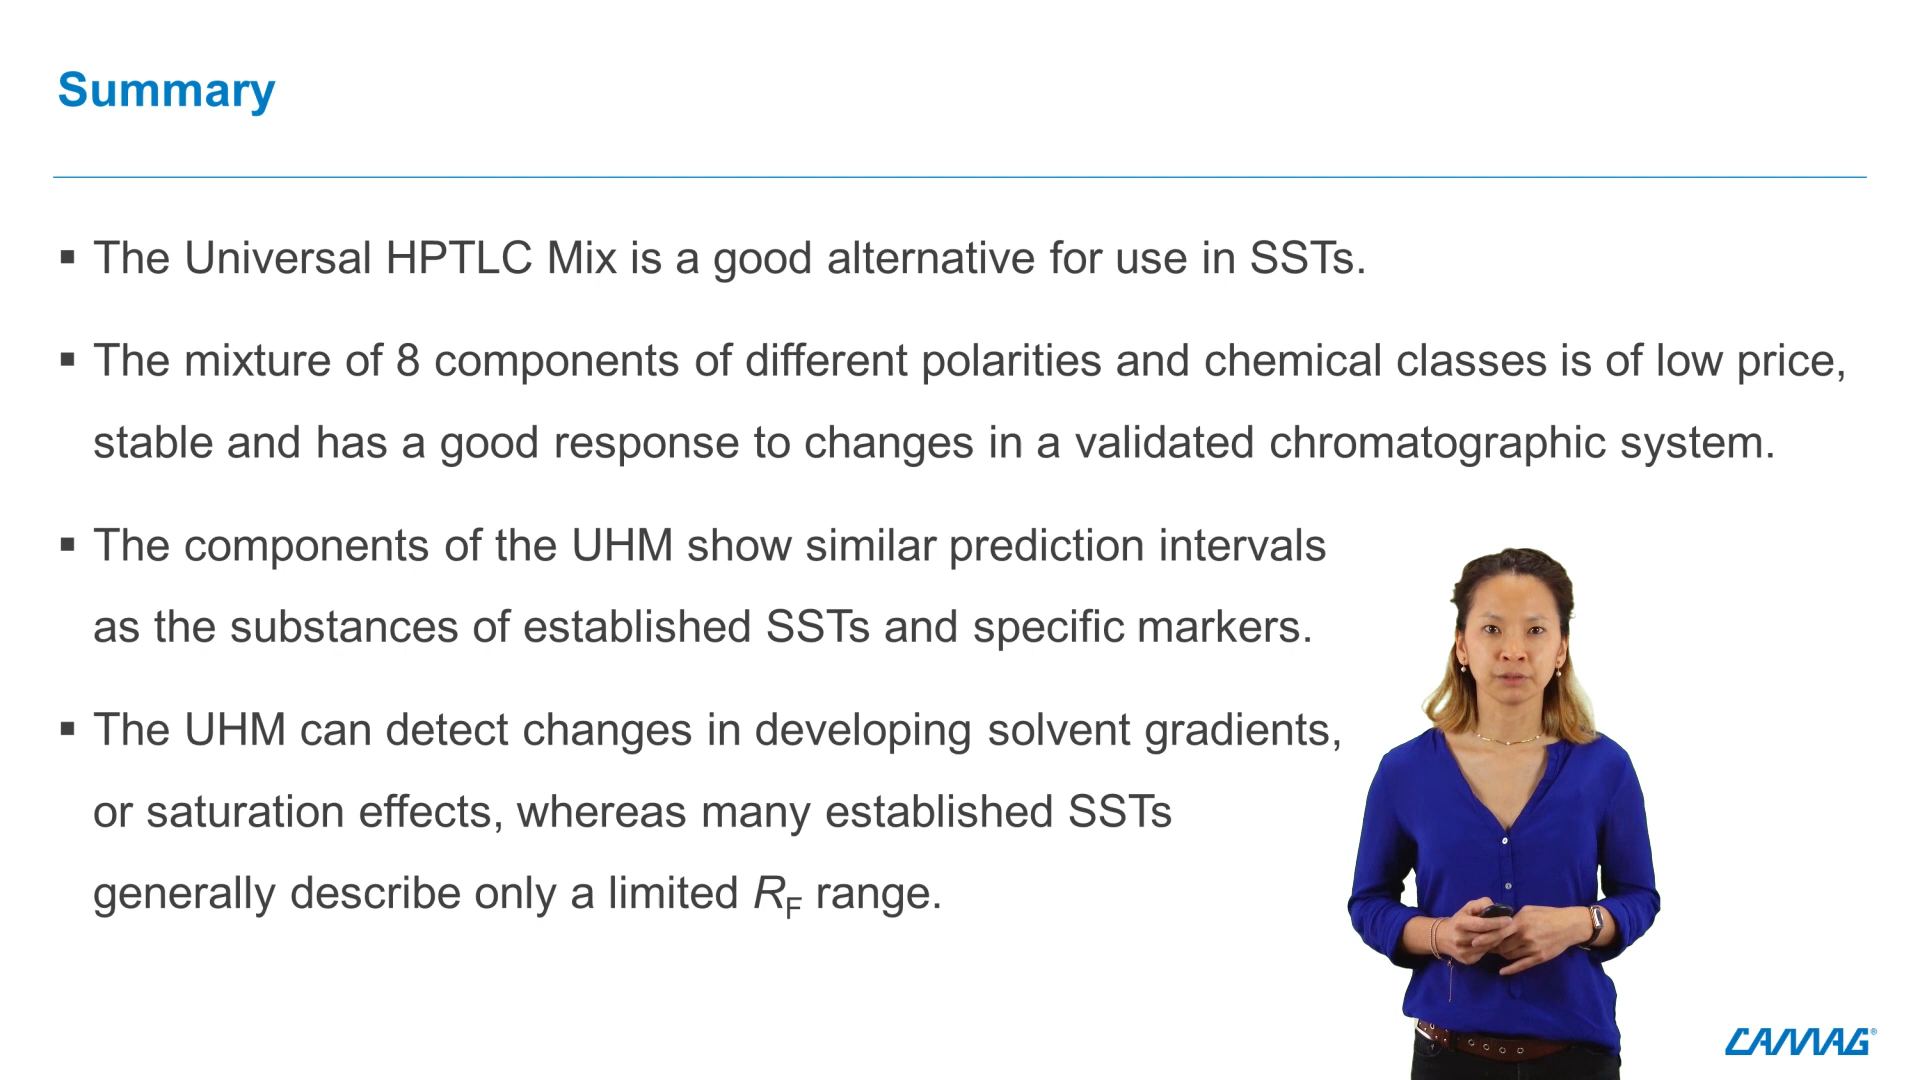 Summary
▪ The Universal HPTLC Mix is a good alternative for use in SSTs.
▪ The mixture of 8 components of different polarities and chemical classes is of low price,
stable and has a good response to changes in a validated chromatographic system.
▪ The components of the UHM show similar prediction intervals
as the substances of established SSTs and specific markers.
▪ The UHM can detect changes in developing solvent gradients,
or saturation effects, whereas many established SSTs
generally describe only a limited RF range.
CAMAG®